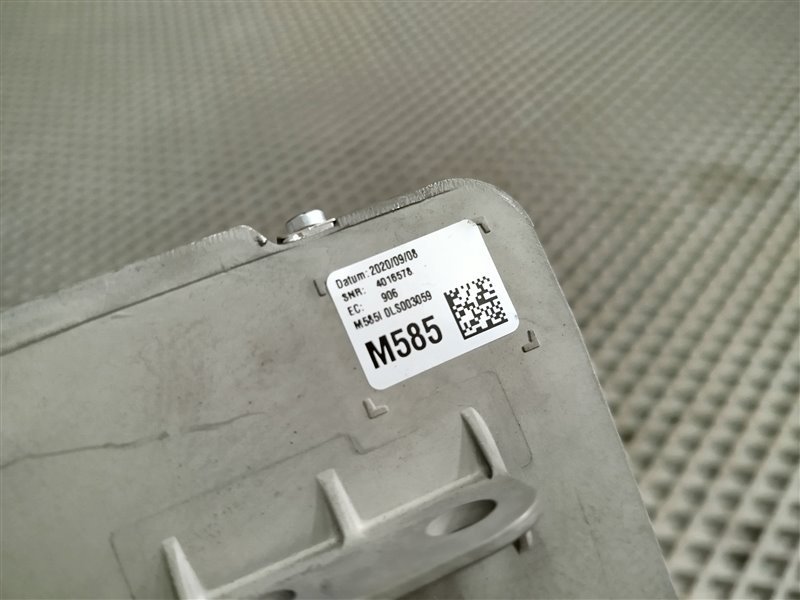 Datum: 2020/09/08
SNR: 4016578
EC: 906
M585I 0LS003059
M585